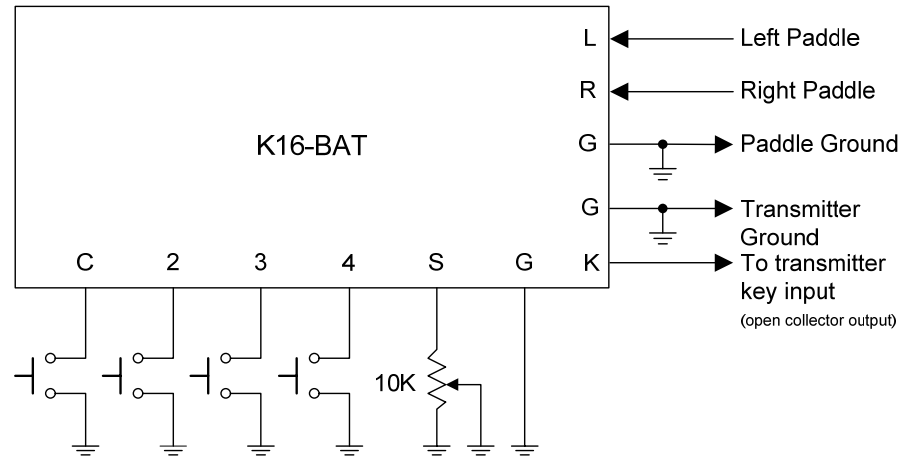 L
Left Paddle
R
Right Paddle
K16-BAT
G
Paddle Ground
G
Transmitter
Ground
C 2 3 4 S G K
To transmitter
key input
(open collector output)
10K